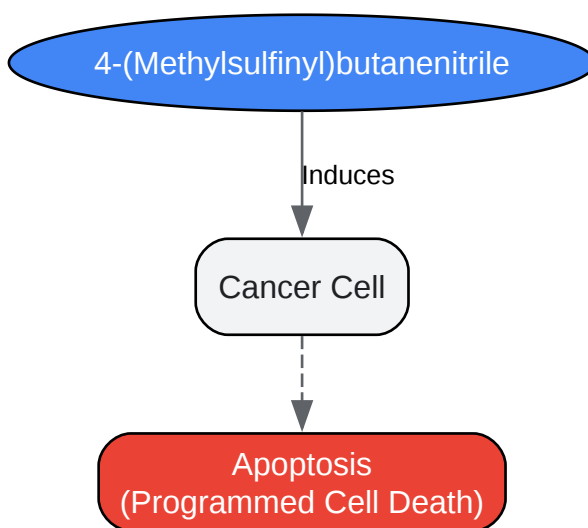 4-(Methylsulfinyl)butanenitrile
Induces
Cancer Cell
Apoptosis
(Programmed Cell Death)